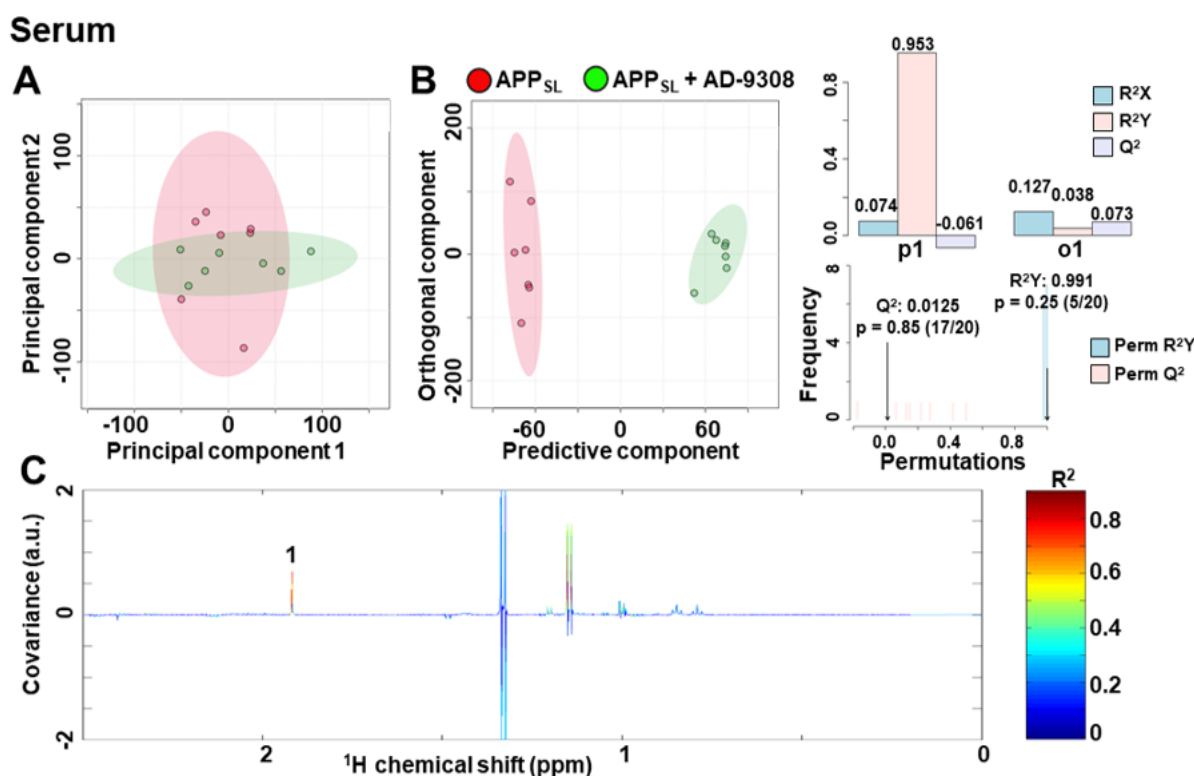 Serum
A
Principal component 2
100
0
-100
-100
0
100
Principal component 1
B
APPSL
APPSL + AD-9308
Orthogonal component
200
0
-200
-60
0
60
Predictive component
0.953
0.8
0.4
0.0
0.074
-0.061
p1
0.127
0.038
0.073
o1
R²X
R²Y
Q²
Frequency
8
4
0
Q²: 0.0125
p = 0.85 (17/20)
R²Y: 0.991
p = 0.25 (5/20)
Perm R²Y
Perm Q²
0.0
0.4
0.8
Permutations
C
Covariance (a.u.)
2
0
-2
1
2
1
0
¹H chemical shift (ppm)
R²
0.8
0.6
0.4
0.2
0